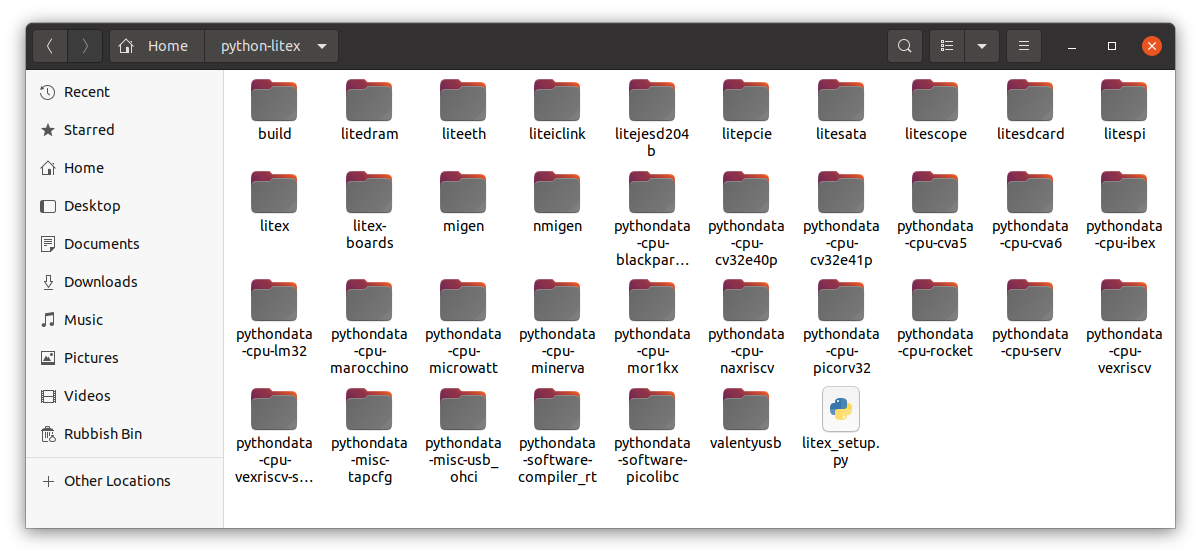 Home python-litex
Recent
Starred
Home
Desktop
Documents
Downloads
Music
Pictures
Videos
Rubbish Bin
Other Locations
build litedram liteeth liteiclink litejesd204 litepcie litesata litescope litesdcard litespi
b
litex litex- migen nmigen pythondata pythondata pythondata pythondata pythondata pythondata
boards -cpu- -cpu- -cpu- -cpu-cva5 -cpu-cva6 -cpu-ibex
blackpar... cv32e40p cv32e41p
pythondata pythondata pythondata pythondata pythondata pythondata pythondata pythondata pythondata pythondata
-cpu-lm32 -cpu- -cpu- -cpu- -cpu- -cpu- -cpu- -cpu-rocket -cpu-serv -cpu-
marocchino microwatt minerva mor1kx naxriscv picorv32 vexriscv
pythondata pythondata pythondata pythondata pythondata valentyusb litex_setup.
-cpu- -misc- -misc-usb_ -software- -software- py
vexriscv-s... tapcfg ohci compiler_rt picolibc